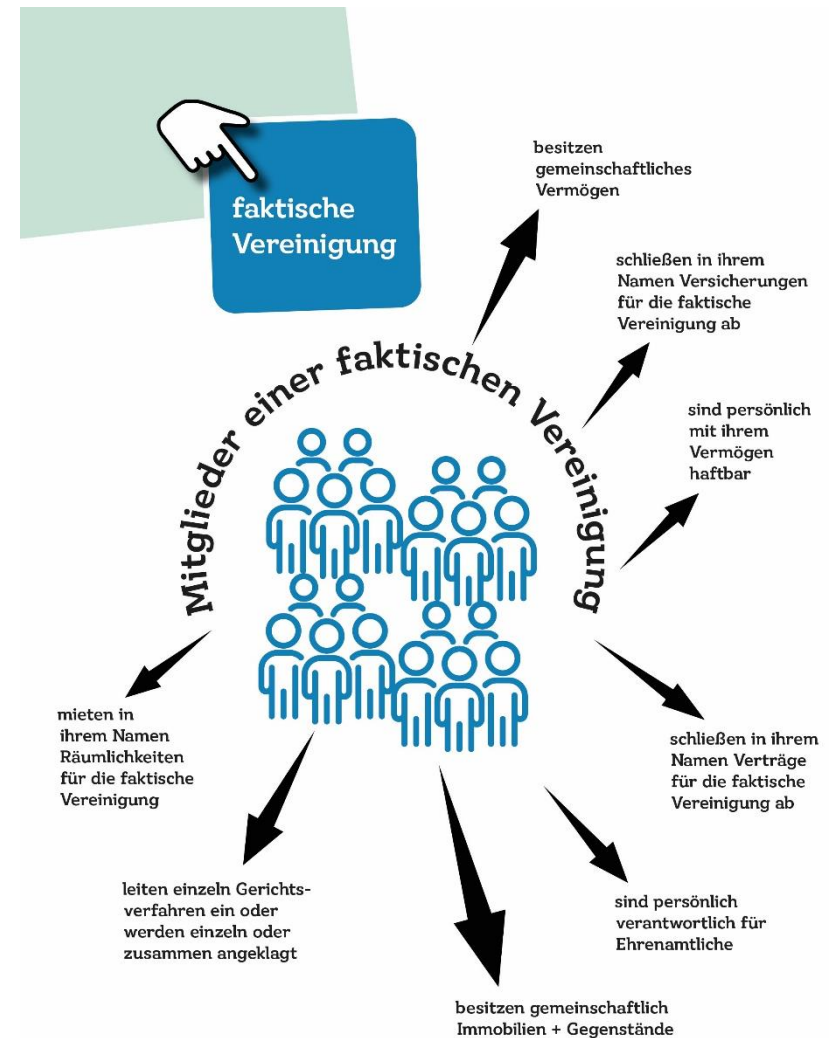 faktische
Vereinigung
Mitglieder einer faktischen Vereinigung
besitzen
gemeinschaftliches
Vermögen
schließen in ihrem
Namen Versicherungen
für die faktische
Vereinigung ab
sind persönlich
mit ihrem
Vermögen
haftbar
schließen in ihrem
Namen Verträge
für die faktische
Vereinigung ab
sind persönlich
verantwortlich für
Ehrenamtliche
besitzen gemeinschaftlich
Immobilien + Gegenstände
leiten einzeln Gerichts-
verfahren ein oder
werden einzeln oder
zusammen angeklagt
mieten in
ihrem Namen
Räumlichkeiten
für die faktische
Vereinigung